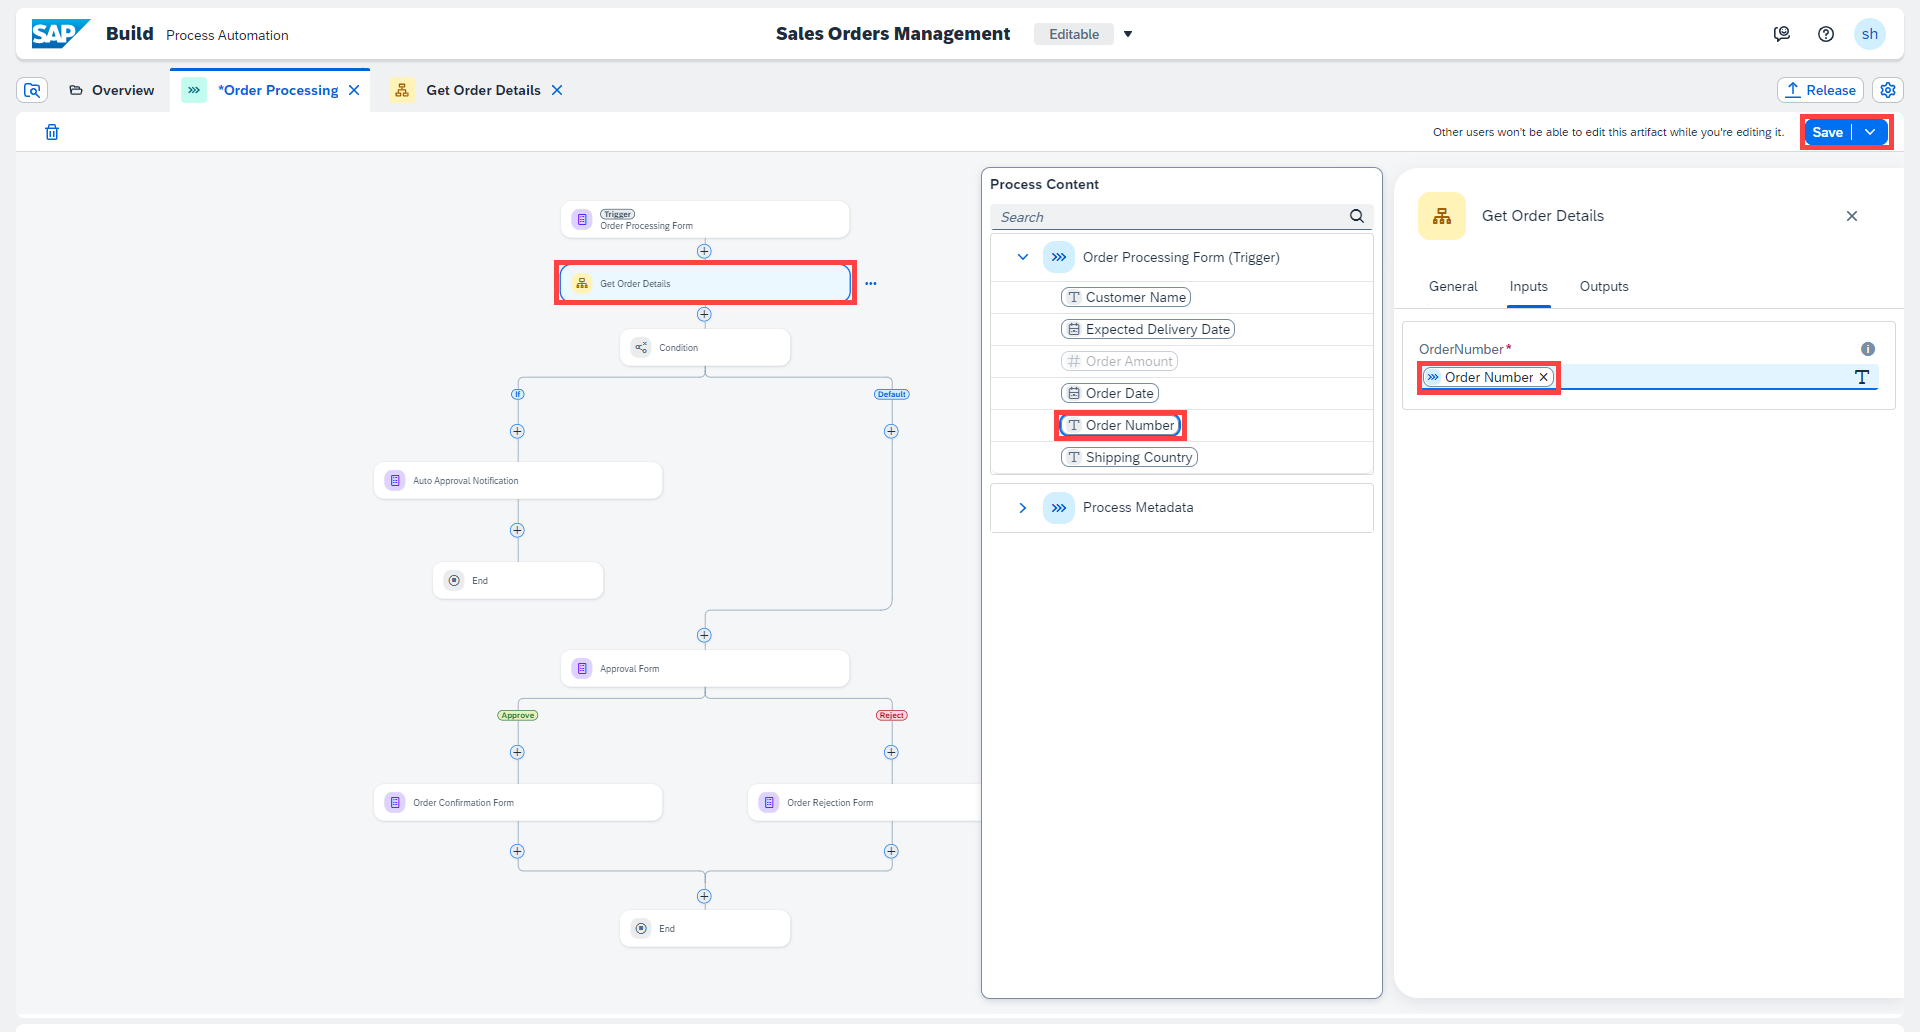 SAP Build Process Automation
Sales Orders Management
Editable
sh
Overview
*Order Processing
Get Order Details
Release
Other users won't be able to edit this artifact while you're editing it.
Save
Trigger
Order Processing Form
Get Order Details
Condition
If
Default
Auto Approval Notification
End
Approval Form
Approve
Reject
Order Confirmation Form
Order Rejection Form
End
Process Content
Search
Order Processing Form (Trigger)
Customer Name
Expected Delivery Date
Order Amount
Order Date
Order Number
Shipping Country
Process Metadata
Get Order Details
General Inputs Outputs
OrderNumber*
Order Number